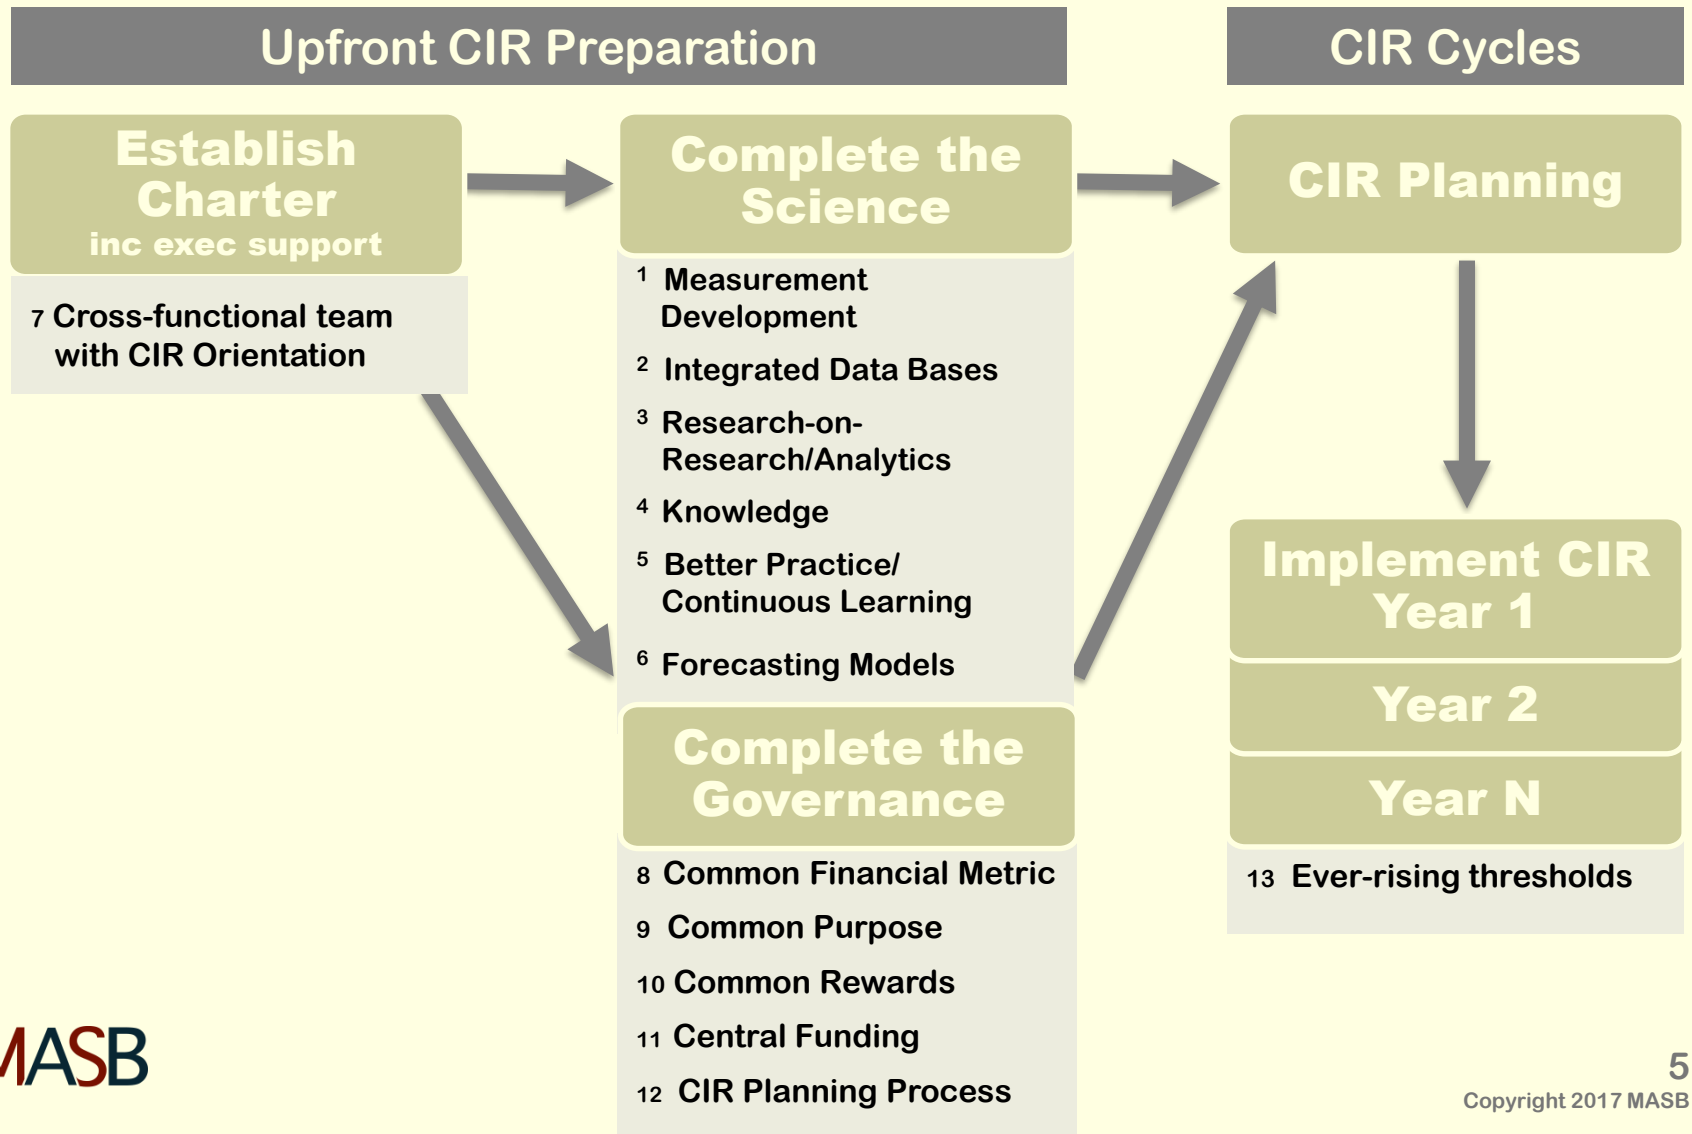 Upfront CIR Preparation
CIR Cycles
Establish
Charter
inc exec support
7 Cross-functional team
with CIR Orientation
Complete the
Science
1 Measurement
Development
2 Integrated Data Bases
3 Research-on-
Research/Analytics
4 Knowledge
5 Better Practice/
Continuous Learning
6 Forecasting Models
Complete the
Governance
8 Common Financial Metric
9 Common Purpose
10 Common Rewards
11 Central Funding
12 CIR Planning Process
CIR Planning
Implement CIR
Year 1
Year 2
Year N
13 Ever-rising thresholds
MASB
5
Copyright 2017 MASB